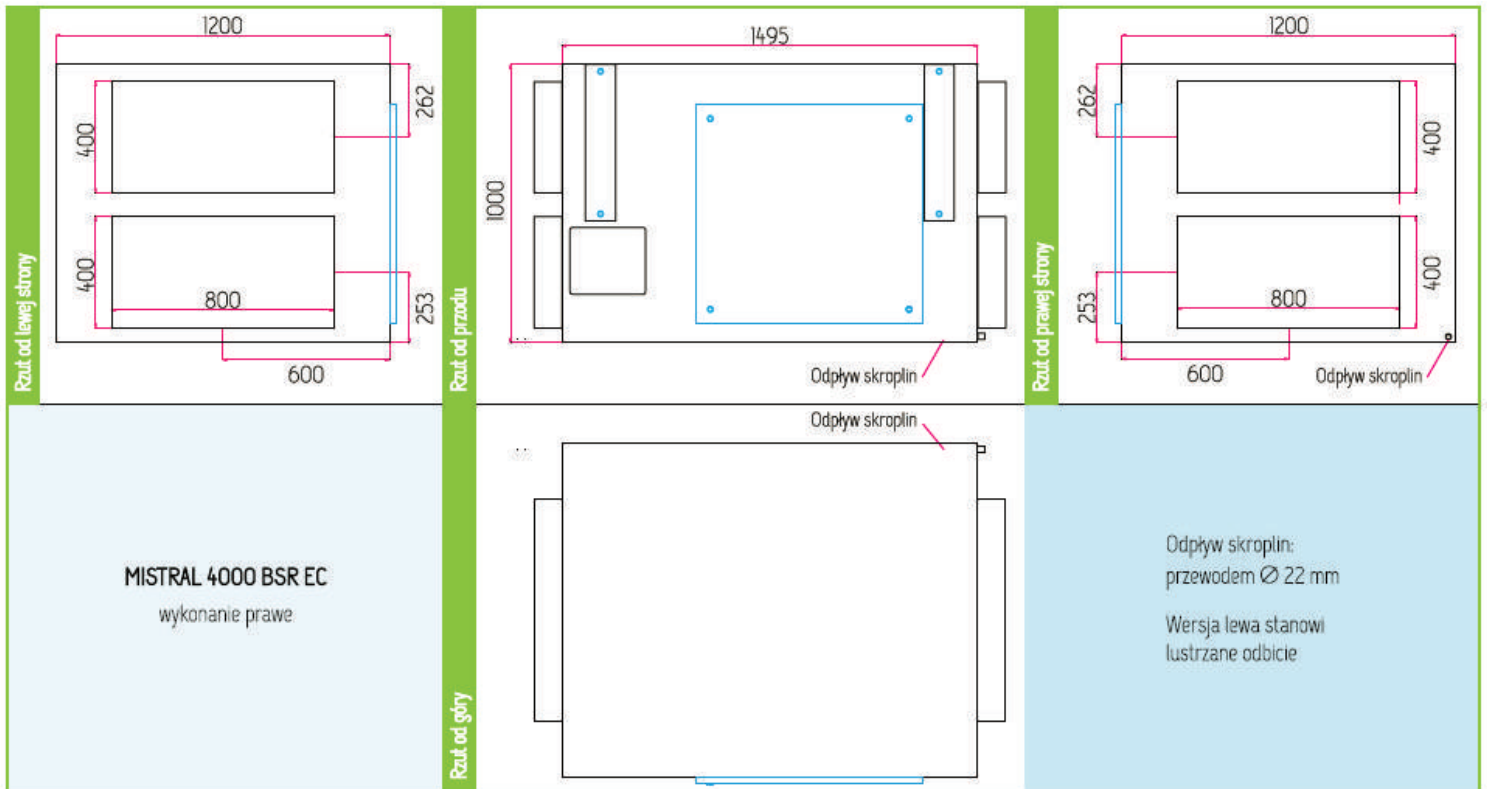 Rzut od lewej strony
1200
400
400
800
262
253
600
Rzut od przodu
1495
1000
Odpływ skroplin
Rzut od prawej strony
1200
262
253
400
400
800
600
Odpływ skroplin
MISTRAL 4000 BSR EC
wykonanie prawe
Rzut od góry
Odpływ skroplin
Odpływ skroplin:
przewodem Ø 22 mm
Wersja lewa stanowi
lustrzane odbicie